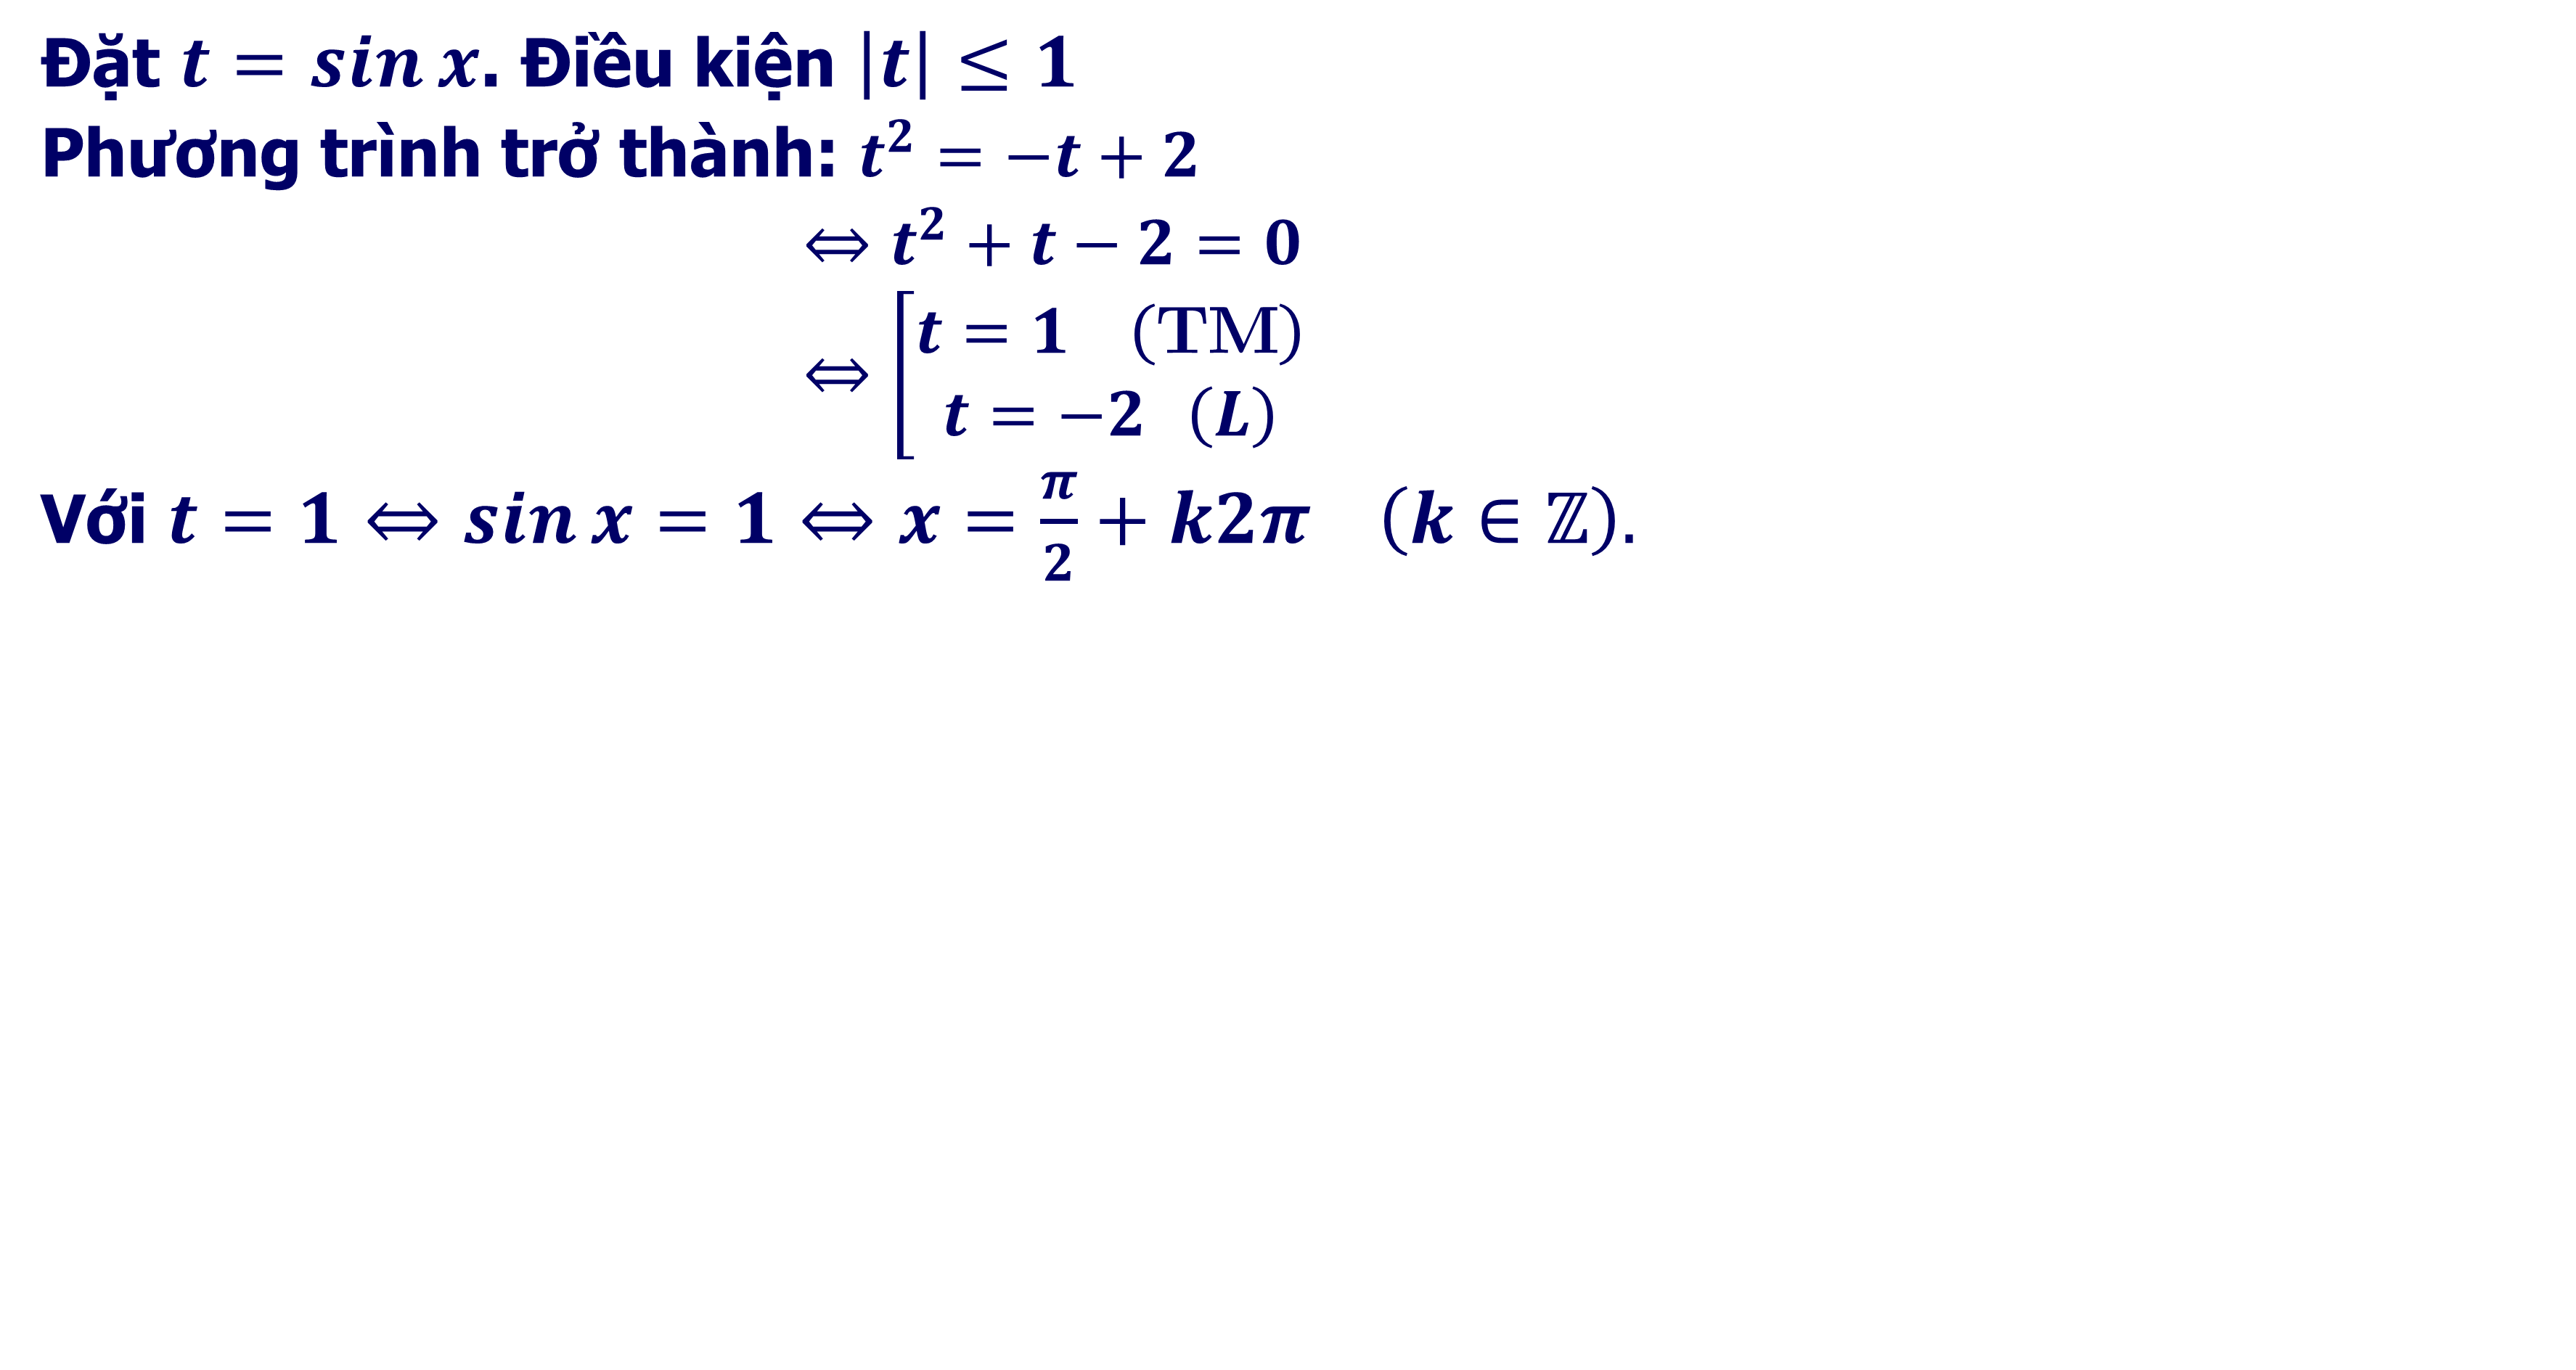 Đặt t = sin x. Điều kiện |t| ≤ 1
Phương trình trở thành: t² = −t + 2
⇔ t² + t − 2 = 0
⇔ [ t = 1 (TM)
t = −2 (L)
Với t = 1 ⇔ sin x = 1 ⇔ x = π/2 + k2π (k ∈ ℤ).